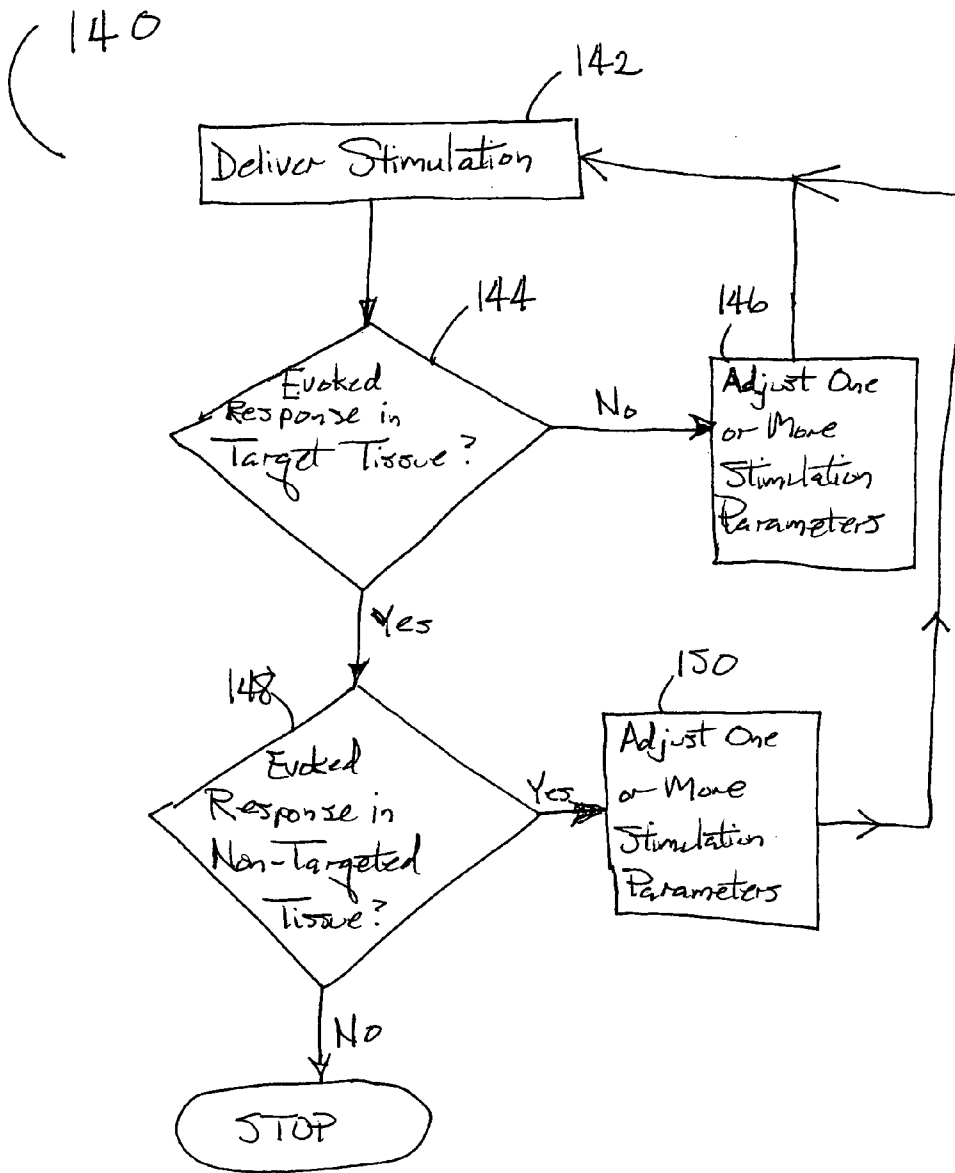 140
142
Deliver Stimulation
144
Evoked
Response in
Target Tissue?
No
146
Adjust One
or More
Stimulation
Parameters
Yes
148
Evoked
Response in
Non-Targeted
Tissue?
Yes
150
Adjust One
or More
Stimulation
Parameters
No
STOP